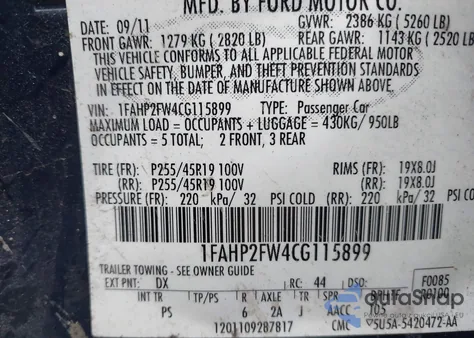 MFD. BY FORD MOTOR CO.
DATE: 09/11 GVWR: 2386 KG ( 5260 LB)
FRONT GAWR: 1279 KG ( 2820 LB) REAR GAWR: 1143 KG ( 2520 LB
THIS VEHICLE CONFORMS TO ALL APPLICABLE FEDERAL MOTOR
VEHICLE SAFETY, BUMPER, AND THEFT PREVENTION STANDARDS
IN EFFECT ON THE DATE OF MANUFACTURE SHOWN ABOVE.
VIN: 1FAHP2FW4CG115899 TYPE: Passenger Car
MAXIMUM LOAD = OCCUPANTS + LUGGAGE = 430KG/ 950LB
OCCUPANTS = 5 TOTAL; 2 FRONT, 3 REAR
TIRE (FR): P255/45R19 100V RIMS (FR): 19X8.0J
(RR): P255/45R19 100V (RR): 19X8.0J
PRESSURE (FR): 220 kPa/ 32 PSI COLD (RR): 220 kPa/ 32 PSI COLD
1FAHP2FW4CG115899
TRAILER TOWING - SEE OWNER GUIDE
EXT PNT: DX RC: 44 DSO: F0085
INT TR TP/PS R AXLE TR SPR
PS 6 2A J AACC 105
1201109287817 CMC 5U5A-5420472-AA
autosnap